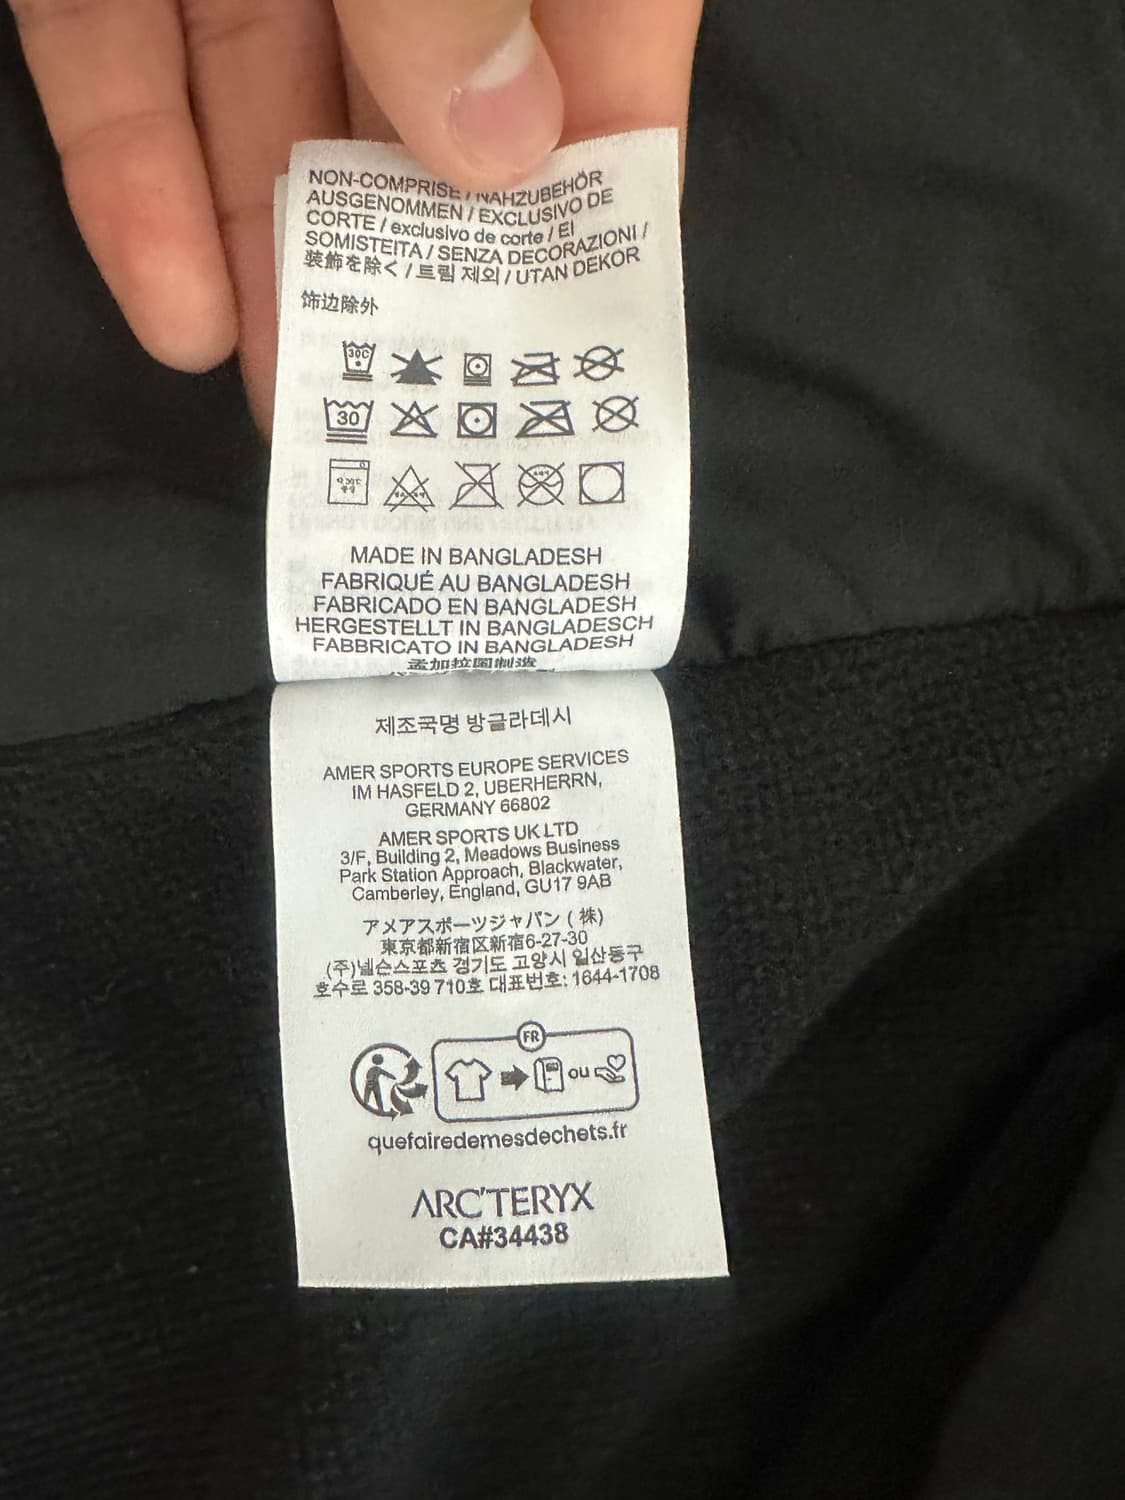 NON-COMPRISE / NAHZUBEHÖR
AUSGENOMMEN / EXCLUSIVO DE
CORTE / exclusivo de corte / EI
SOMISTEITA / SENZA DECORAZIONI /
装飾を除く / 트림 제외 / UTAN DEKOR
饰边除外
30C
30
MADE IN BANGLADESH
FABRIQUÉ AU BANGLADESH
FABRICADO EN BANGLADESH
HERGESTELLT IN BANGLADESCH
FABBRICATO IN BANGLADESH
孟加拉國制造
제조국명 방글라데시
AMER SPORTS EUROPE SERVICES
IM HASFELD 2, UBERHERRN,
GERMANY 66802
AMER SPORTS UK LTD
3/F, Building 2, Meadows Business
Park Station Approach, Blackwater,
Camberley, England, GU17 9AB
アメアスポーツジャパン ( 株)
東京都新宿区新宿6-27-30
(주)넬슨스포츠 경기도 고양시 일산동구
호수로 358-39 710호 대표번호: 1644-1708
FR
ou
quefairedemesdechets.fr
ARC'TERYX
CA#34438